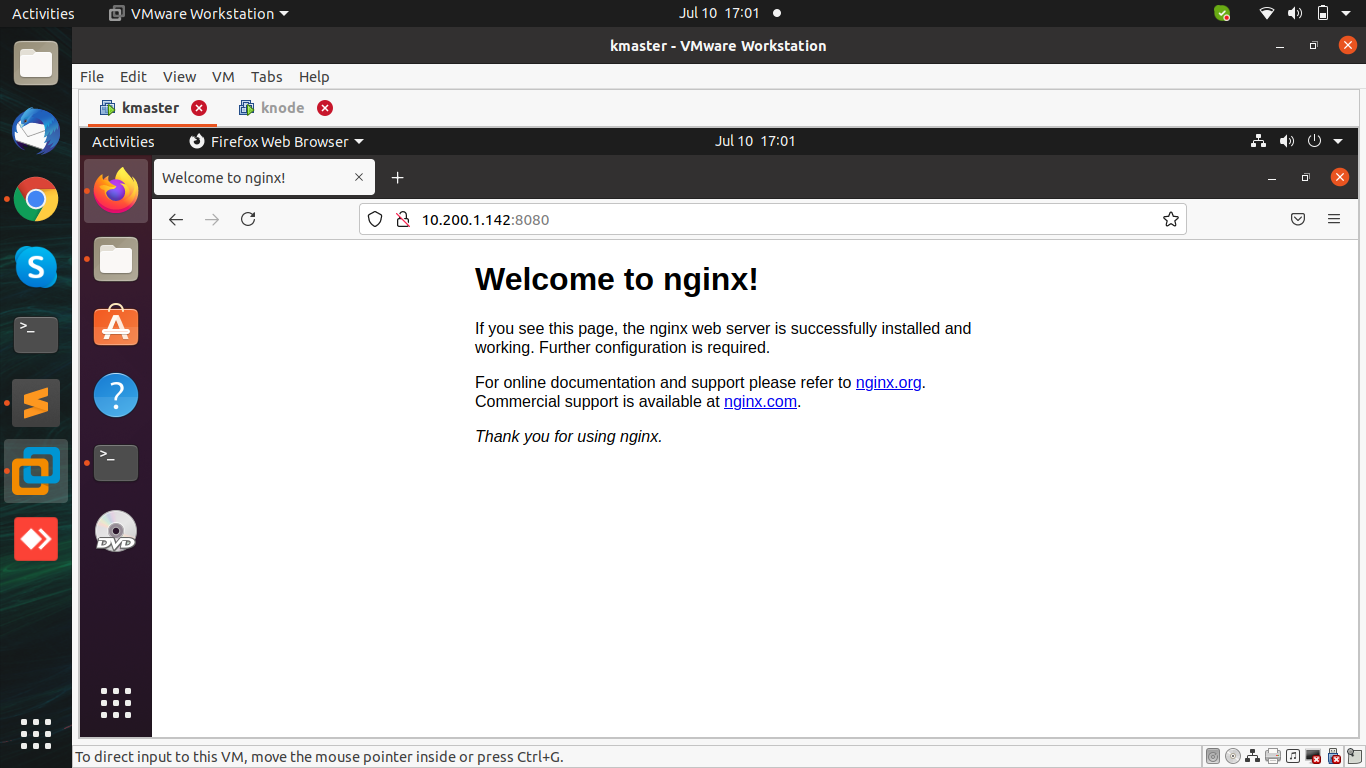 Activities VMware Workstation Jul 10 17:01
kmaster - VMware Workstation
File Edit View VM Tabs Help
kmaster knode
Activities Firefox Web Browser Jul 10 17:01
Welcome to nginx!
10.200.1.142:8080
Welcome to nginx!
If you see this page, the nginx web server is successfully installed and
working. Further configuration is required.
For online documentation and support please refer to nginx.org.
Commercial support is available at nginx.com.
Thank you for using nginx.
S
>_
>_
?
DVD
To direct input to this VM, move the mouse pointer inside or press Ctrl+G.